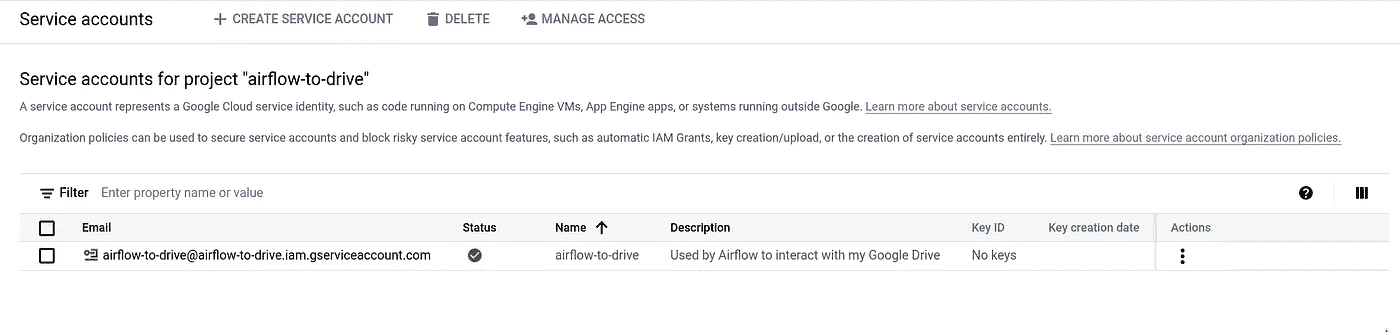 Service accounts CREATE SERVICE ACCOUNT DELETE MANAGE ACCESS
Service accounts for project "airflow-to-drive"
A service account represents a Google Cloud service identity, such as code running on Compute Engine VMs, App Engine apps, or systems running outside Google. Learn more about service accounts.
Organization policies can be used to secure service accounts and block risky service account features, such as automatic IAM Grants, key creation/upload, or the creation of service accounts entirely. Learn more about service account organization policies.
Filter Enter property name or value
Email Status Name Description Key ID Key creation date Actions
airflow-to-drive@airflow-to-drive.iam.gserviceaccount.com airflow-to-drive Used by Airflow to interact with my Google Drive No keys